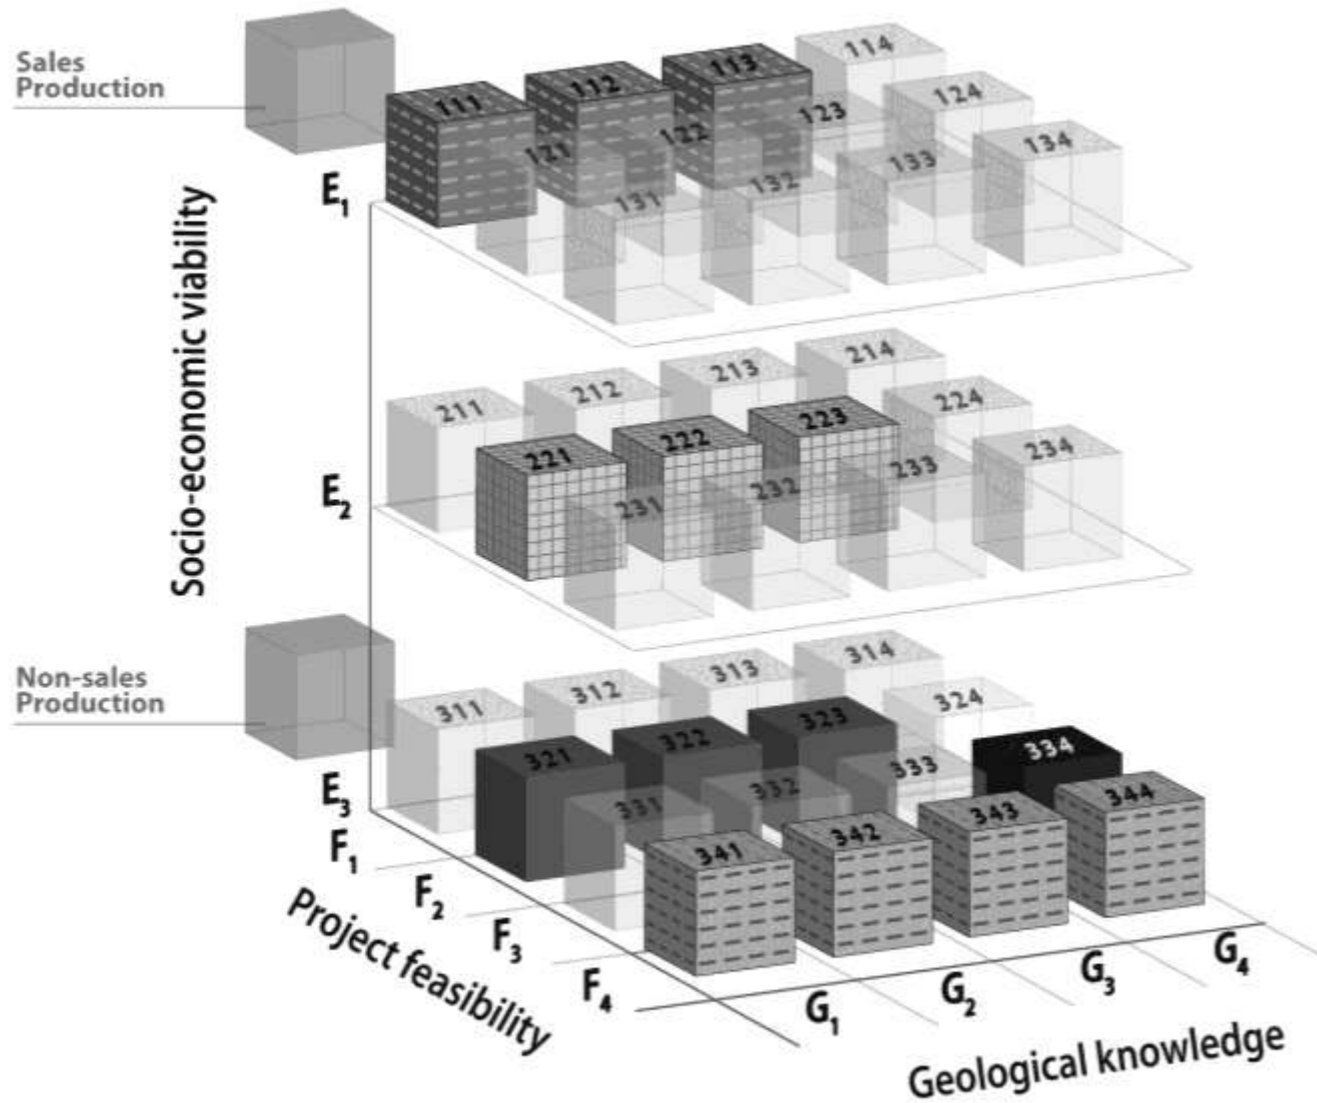 Sales
Production
Socio-economic viability
E₁
111
112
113
114
121
122
123
124
131
132
133
134
E₂
211
212
213
214
221
222
223
224
231
232
233
234
Non-sales
Production
E₃
311
312
313
314
321
322
323
324
331
332
333
334
341
342
343
344
F₁
F₂
F₃
F₄
Project feasibility
G₁
G₂
G₃
G₄
Geological knowledge